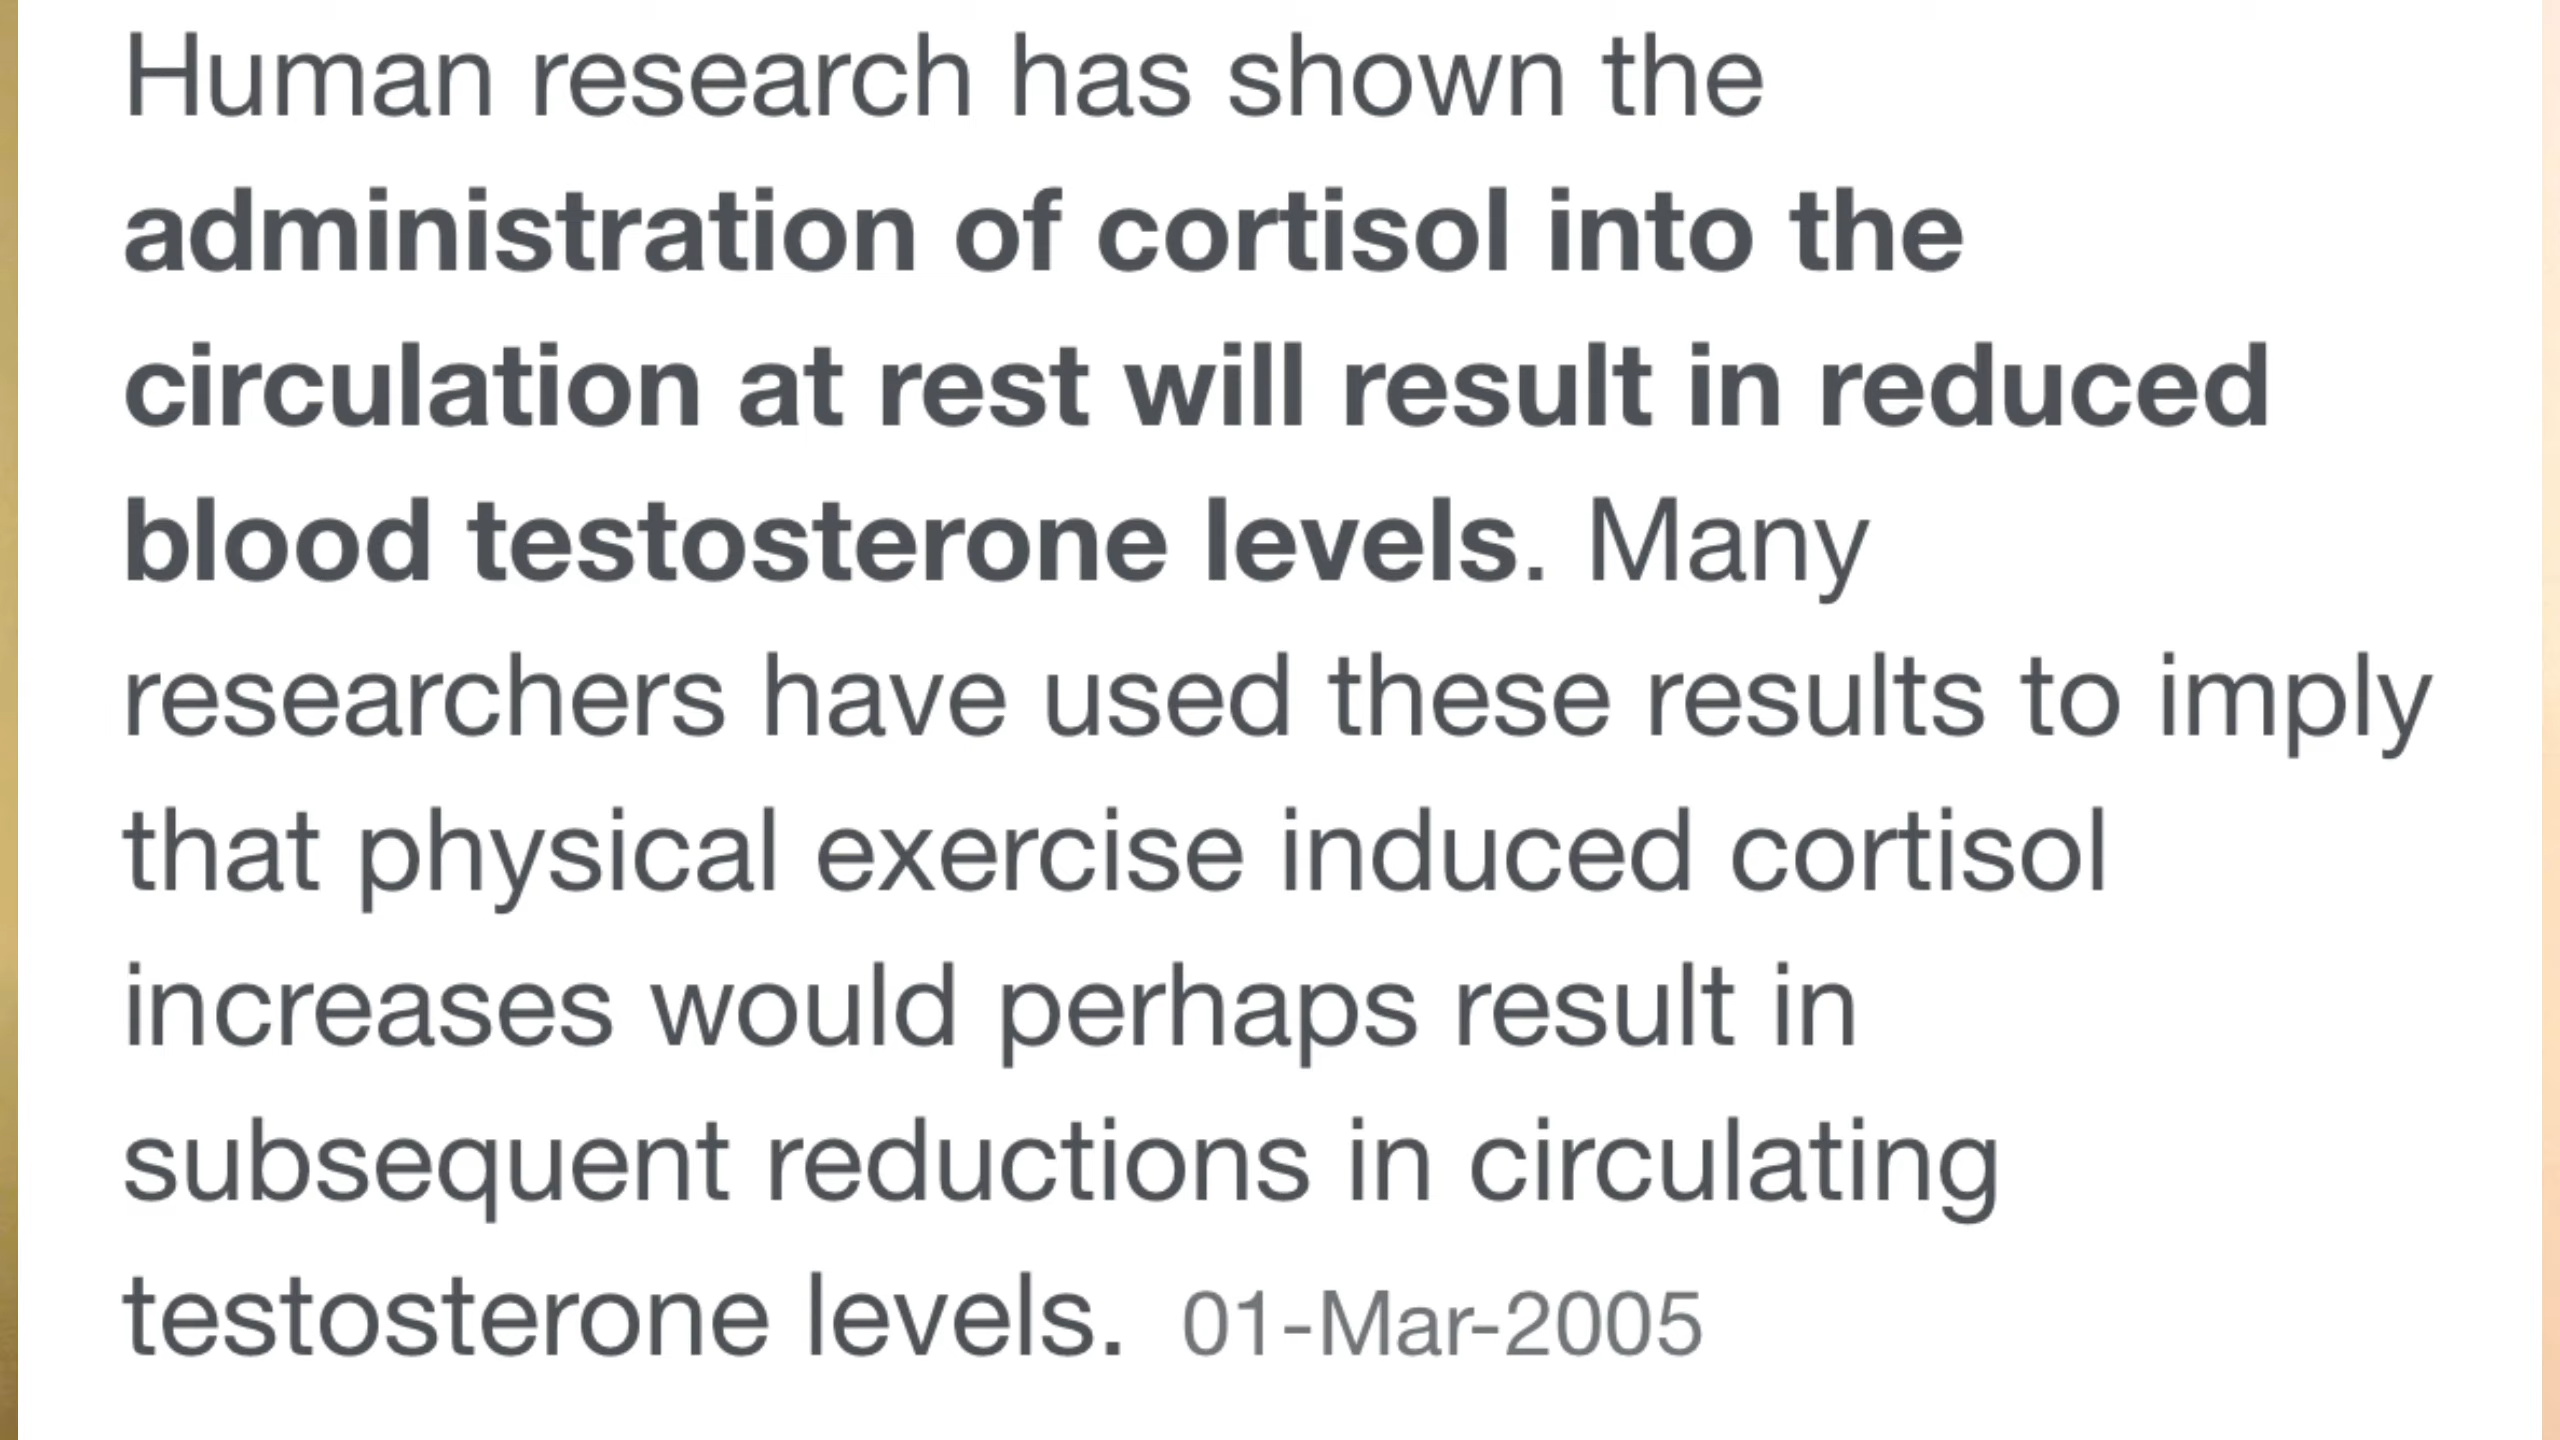 Human research has shown the
administration of cortisol into the
circulation at rest will result in reduced
blood testosterone levels. Many
researchers have used these results to imply
that physical exercise induced cortisol
increases would perhaps result in
subsequent reductions in circulating
testosterone levels. 01-Mar-2005